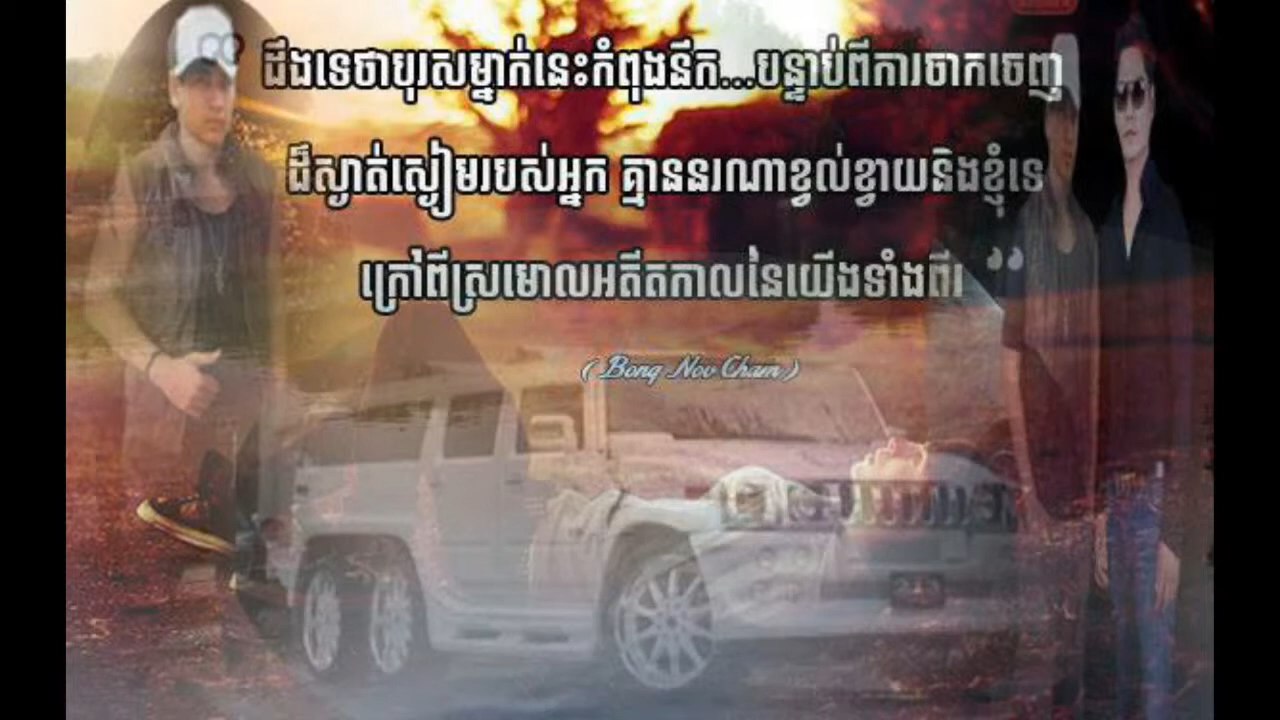 ដឹងទេថាបុរសម្នាក់នេះកំពុងនឹក...បន្ទាប់ពីការចាកចេញ
ដ៏ស្ងាត់ស្ងៀមរបស់អ្នក គ្មាននរណាខ្វល់ខ្វាយនិងខ្ញុំទេ
ក្រៅពីស្រមោលអតីតកាលនៃយើងទាំងពីរ ”
( Bong Nov Cham )